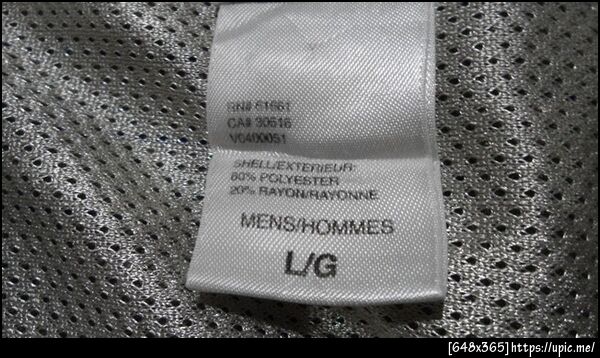 RN# 51661
CA# 30516
V0400051
SHELL/EXTERIEUR:
80% POLYESTER
20% RAYON/RAYONNE
MENS/HOMMES
L/G
[648x365]https://upic.me/